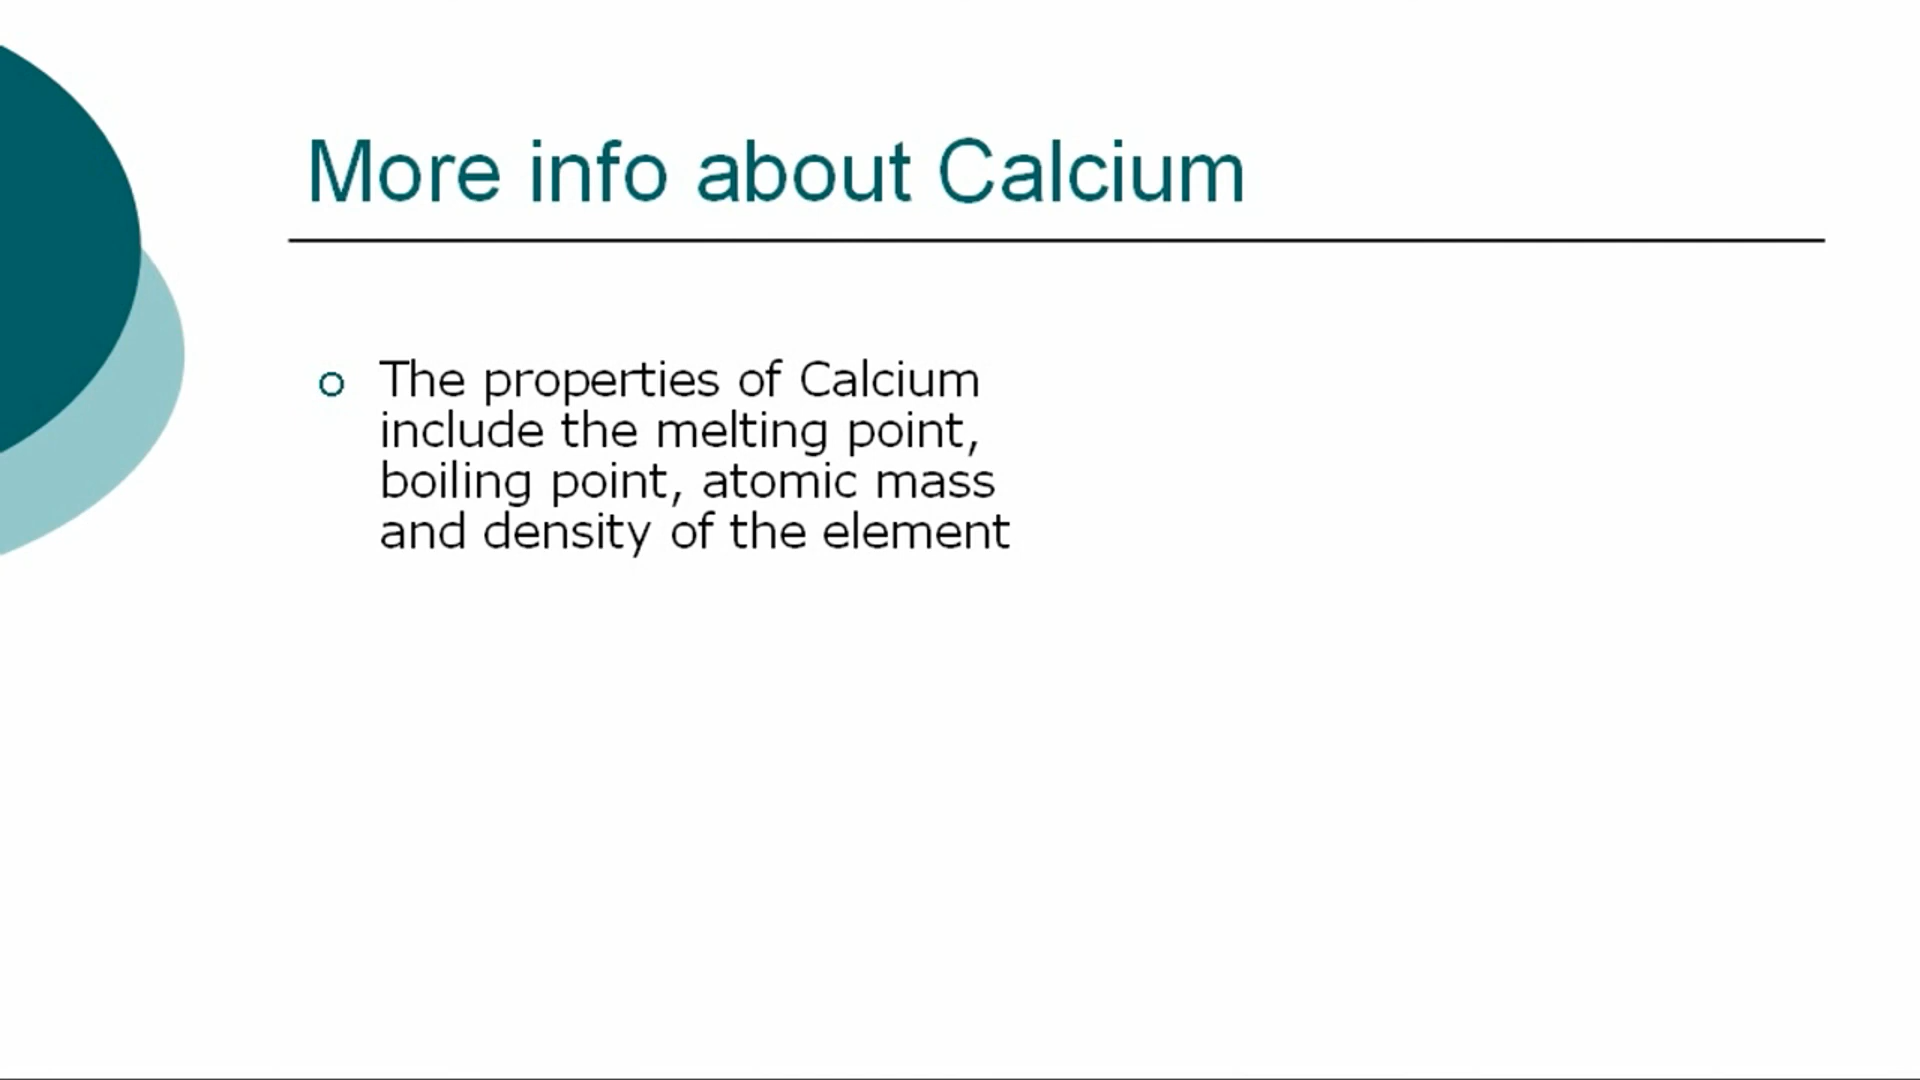 More info about Calcium
The properties of Calcium
include the melting point,
boiling point, atomic mass
and density of the element